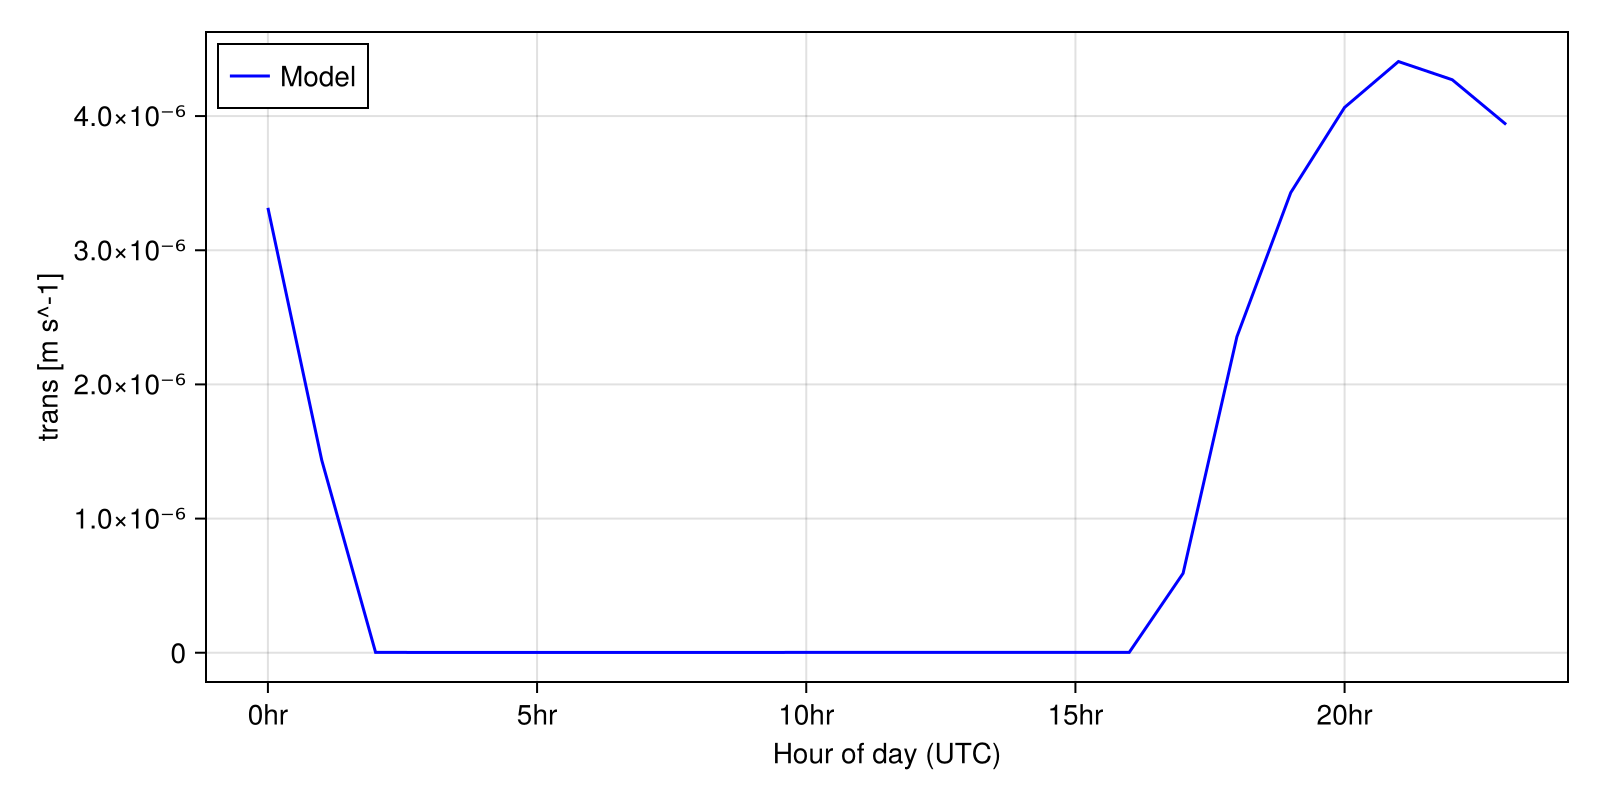 Model
4.0×10⁻⁶
3.0×10⁻⁶
2.0×10⁻⁶
1.0×10⁻⁶
0
trans [m s^-1]
0hr 5hr 10hr 15hr 20hr
Hour of day (UTC)